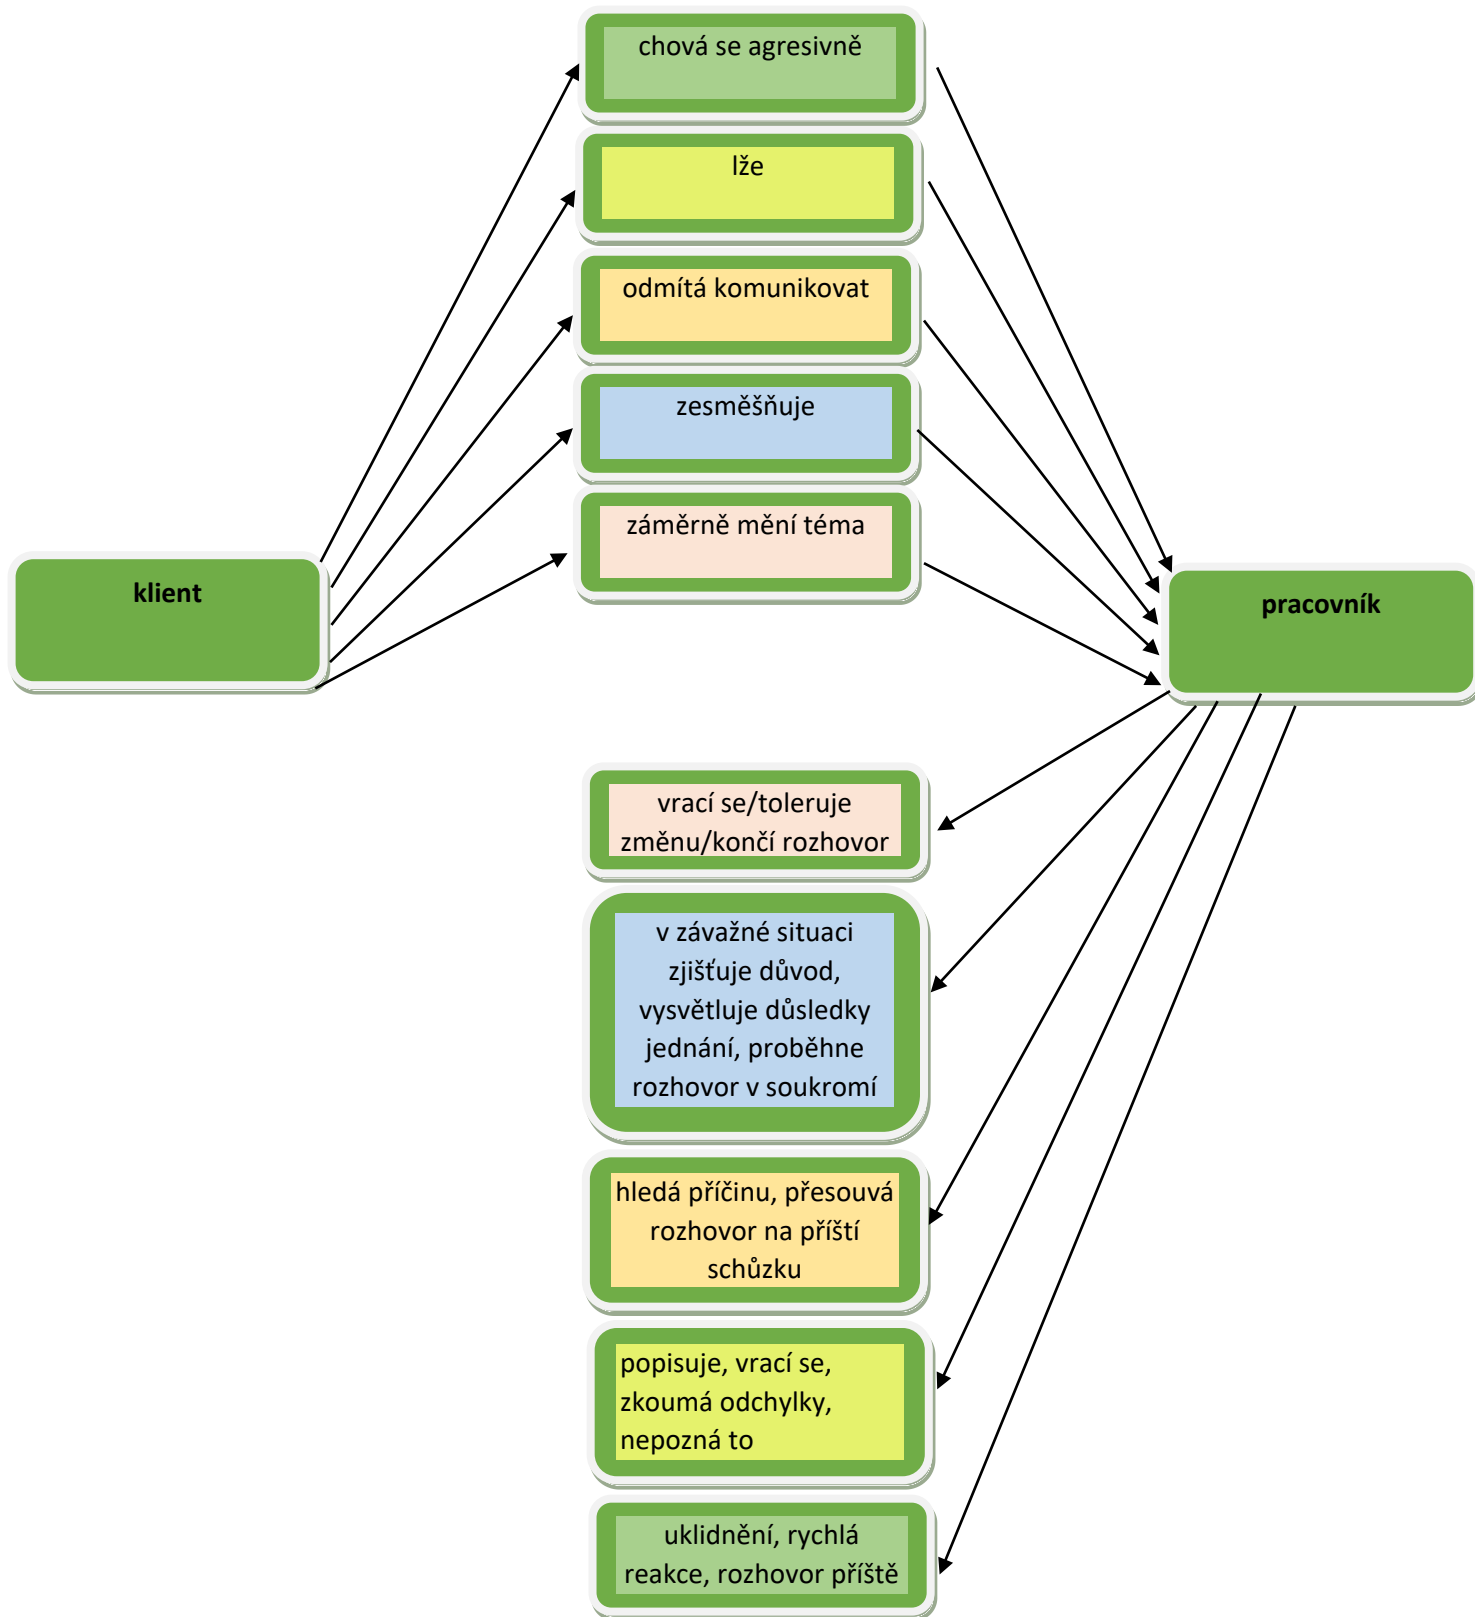 chová se agresivně
lže
odmítá komunikovat
zesměšňuje
záměrně mění téma
klient
pracovník
vrací se/toleruje
změnu/končí rozhovor
v závažné situaci
zjišťuje důvod,
vysvětluje důsledky
jednání, proběhne
rozhovor v soukromí
hledá příčinu, přesouvá
rozhovor na příští
schůzku
popisuje, vrací se,
zkoumá odchylky,
nepozná to
uklidnění, rychlá
reakce, rozhovor příště